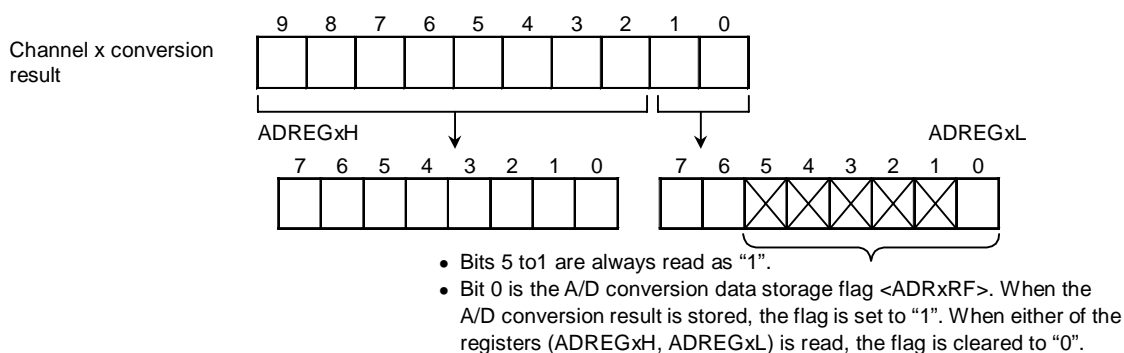 9 8 7 6 5 4 3 2 1 0
Channel x conversion
result
ADREGxH ADREGxL
7 6 5 4 3 2 1 0 7 6 5 4 3 2 1 0
• Bits 5 to1 are always read as “1”.
• Bit 0 is the A/D conversion data storage flag <ADRxRF>. When the
A/D conversion result is stored, the flag is set to “1”. When either of the
registers (ADREGxH, ADREGxL) is read, the flag is cleared to “0”.